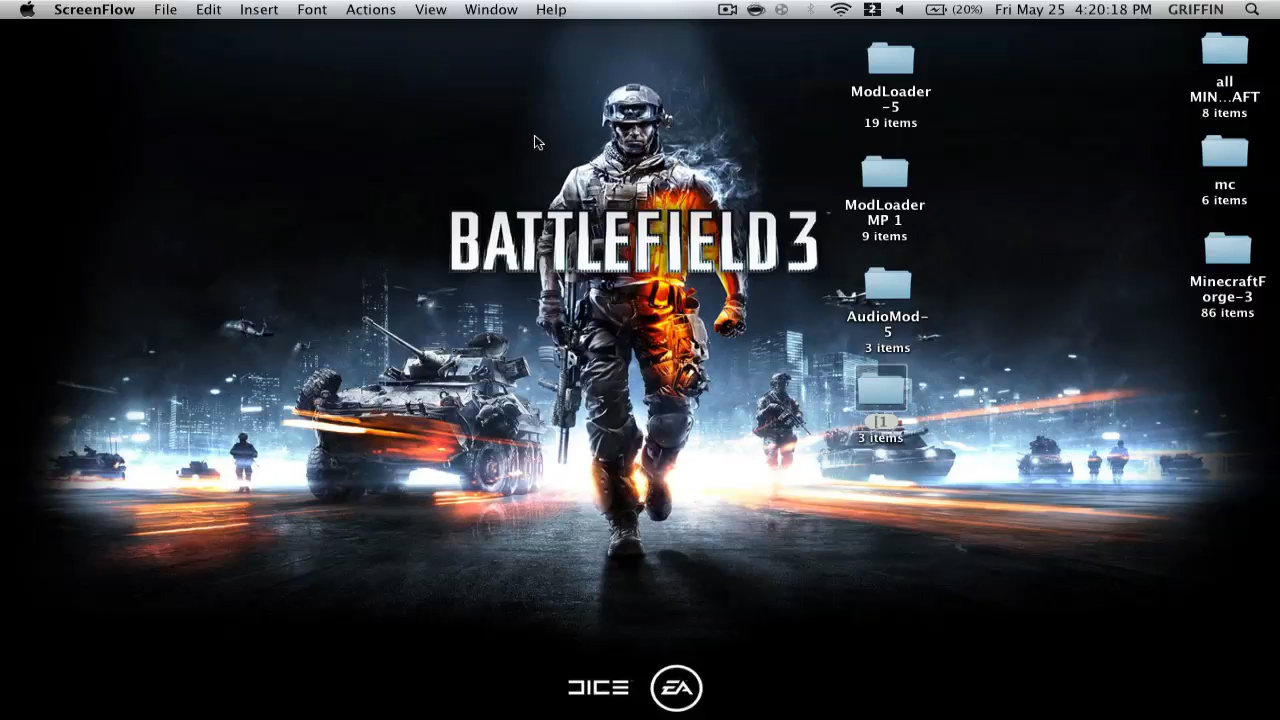 ScreenFlow File Edit Insert Font Actions View Window Help 2 (20%) Fri May 25 4:20:18 PM GRIFFIN
ModLoader
-5
19 items
ModLoader
MP 1
9 items
AudioMod-
5
3 items
[1
3 items
all
MIN...AFT
8 items
mc
6 items
MinecraftF
orge-3
86 items
BATTLEFIELD 3
DICE EA